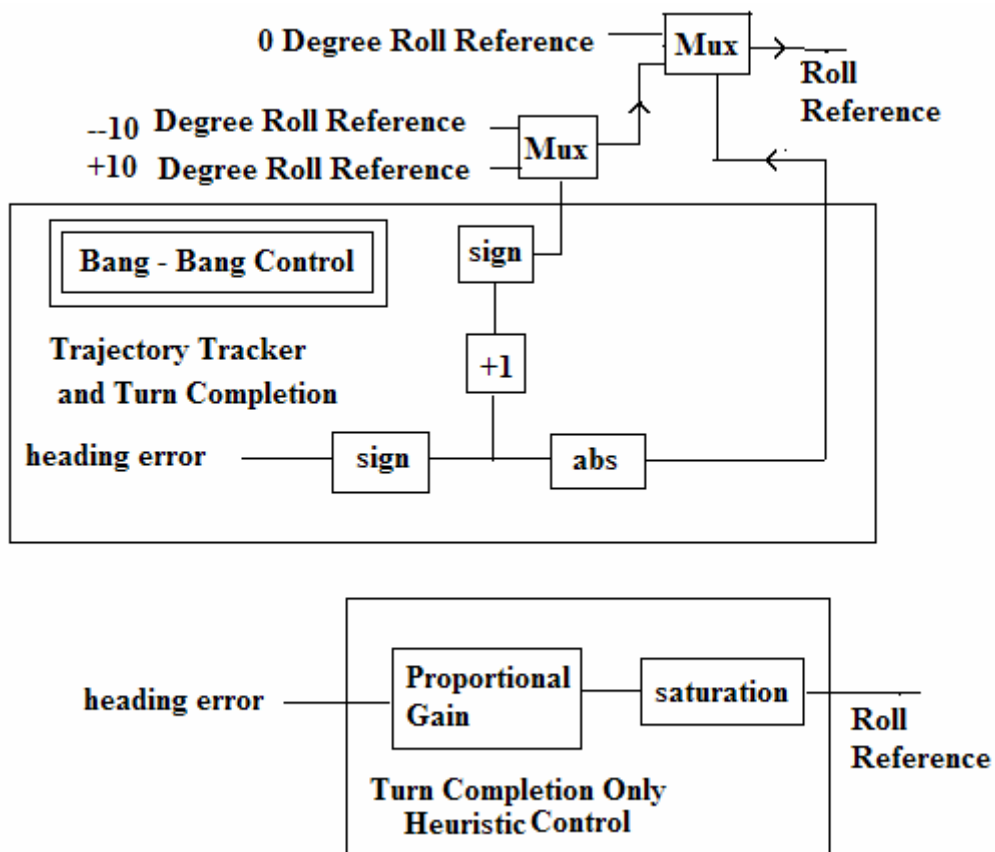 0 Degree Roll Reference
Mux
Roll
Reference
--10 Degree Roll Reference
+10 Degree Roll Reference
Mux
Bang - Bang Control
sign
Trajectory Tracker
and Turn Completion
+1
heading error
sign
abs
heading error
Proportional
Gain
saturation
Roll
Reference
Turn Completion Only
Heuristic Control